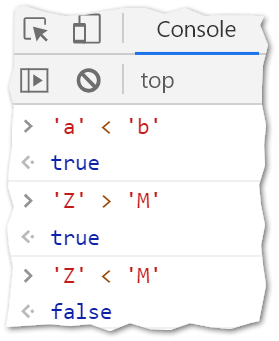 Console
top
> 'a' < 'b'
true
> 'Z' > 'M'
true
> 'Z' < 'M'
false